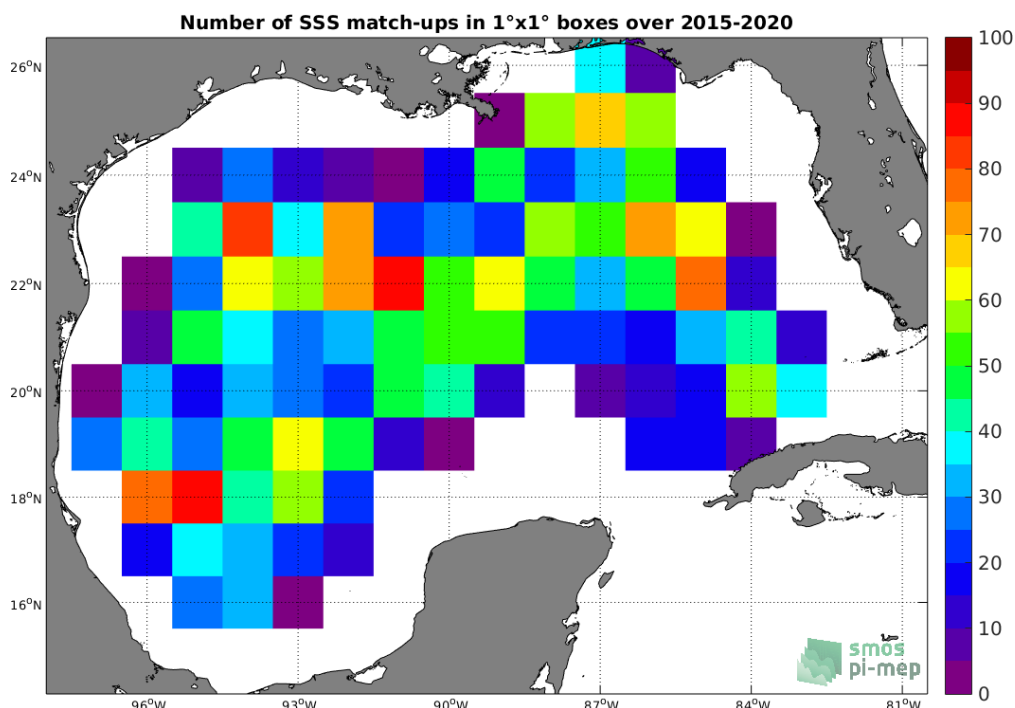 Number of SSS match-ups in 1°x1° boxes over 2015-2020
100
90
80
70
60
50
40
30
20
10
0
26°N
24°N
22°N
20°N
18°N
16°N
96°W 93°W 90°W 87°W 84°W 81°W
smos
pi-mep